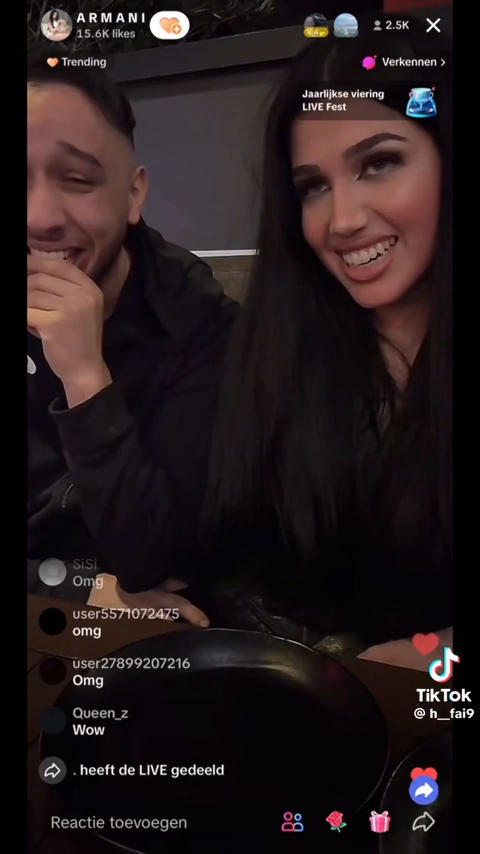 ARMANI
15.6K likes
2.5K
Trending
Verkennen >
Jaarlijkse viering
LIVE Fest
SiSi
Omg
user5571072475
omg
user27899207216
Omg
Queen_z
Wow
. heeft de LIVE gedeeld
TikTok
@ h__fai9
Reactie toevoegen